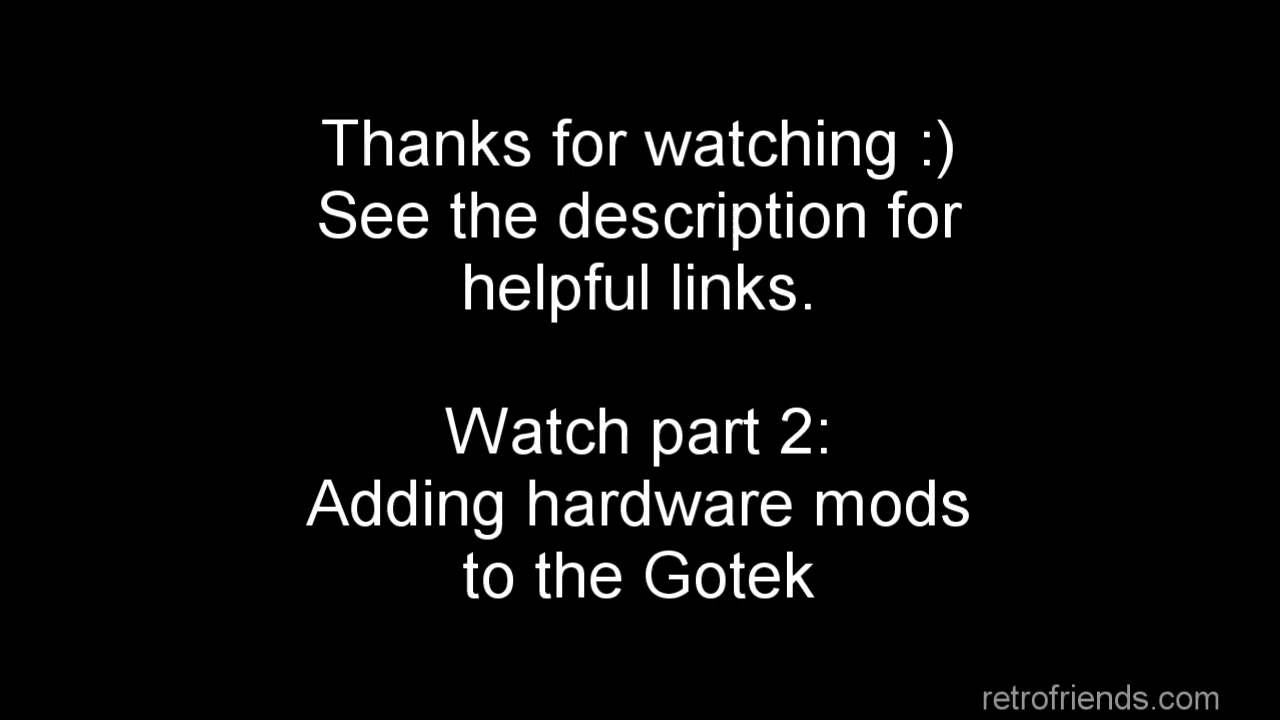 Thanks for watching :)
See the description for
helpful links.
Watch part 2:
Adding hardware mods
to the Gotek
retrofriends.com